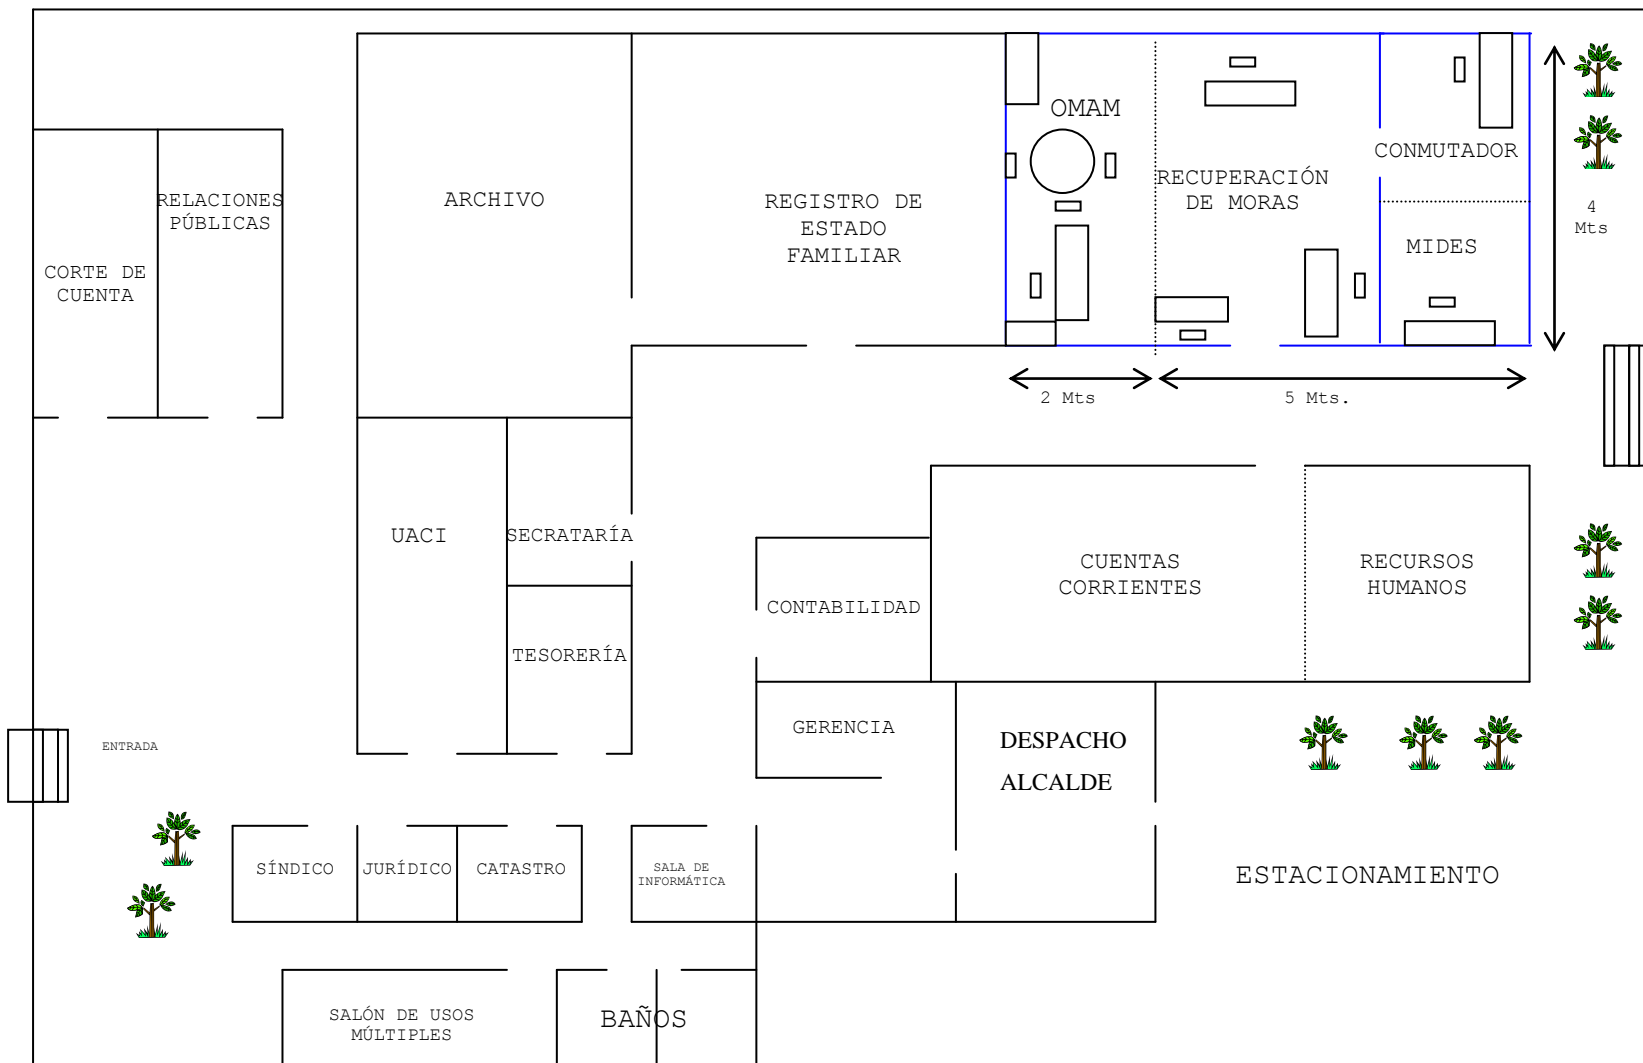 OMAM
CONMUTADOR
RECUPERACIÓN
DE MORAS
RELACIONES
PÚBLICAS
ARCHIVO
REGISTRO DE
ESTADO
FAMILIAR
4
Mts
MIDES
CORTE DE
CUENTA
2 Mts
5 Mts.
UACI
SECRATARÍA
CUENTAS
CORRIENTES
RECURSOS
HUMANOS
CONTABILIDAD
TESORERÍA
GERENCIA
DESPACHO
ALCALDE
ENTRADA
SÍNDICO
JURÍDICO
CATASTRO
SALA DE
INFORMÁTICA
ESTACIONAMIENTO
SALÓN DE USOS
MÚLTIPLES
BAÑOS